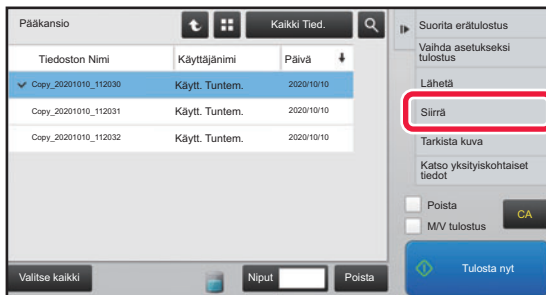 Pääkansio
Kaikki Tied.
Tiedoston Nimi
Käyttäjänimi
Päivä
Copy_20201010_112030
Käytt. Tuntem.
2020/10/10
Copy_20201010_112031
Käytt. Tuntem.
2020/10/10
Copy_20201010_112032
Käytt. Tuntem.
2020/10/10
Valitse kaikki
Niput
Poista
Suorita erätulostus
Vaihda asetukseksi
tulostus
Lähetä
Siirrä
Tarkista kuva
Katso yksityiskohtaiset
tiedot
Poista
M/V tulostus
CA
Tulosta nyt